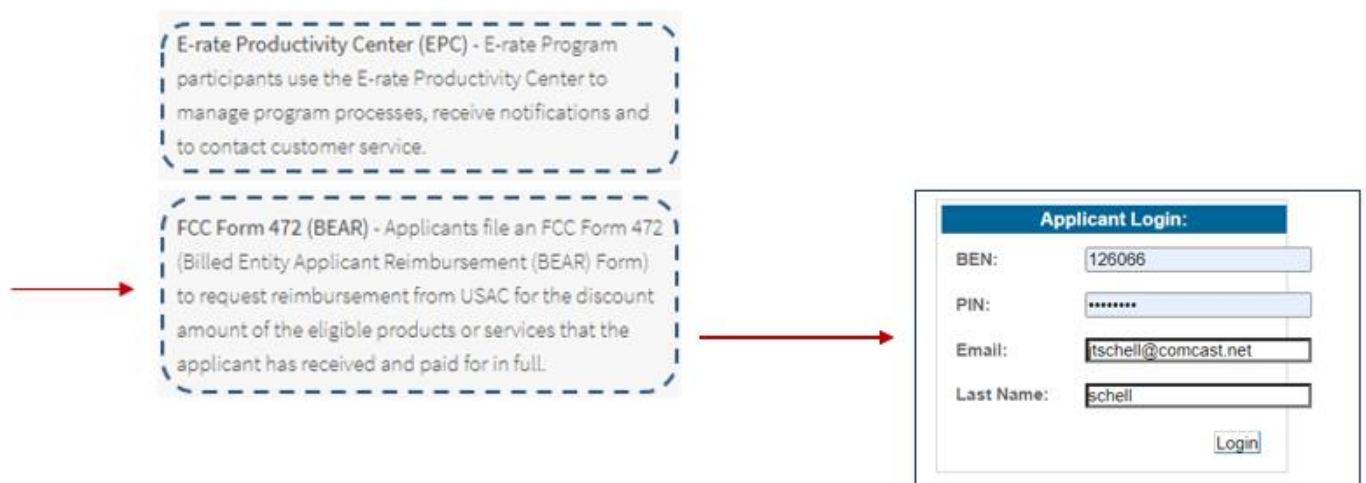 E-rate Productivity Center (EPC) - E-rate Program
participants use the E-rate Productivity Center to
manage program processes, receive notifications and
to contact customer service.
FCC Form 472 (BEAR) - Applicants file an FCC Form 472
(Billed Entity Applicant Reimbursement (BEAR) Form)
to request reimbursement from USAC for the discount
amount of the eligible products or services that the
applicant has received and paid for in full.
Applicant Login:
BEN: 126066
PIN: ••••••••
Email: jtschell@comcast.net
Last Name: schell
Login